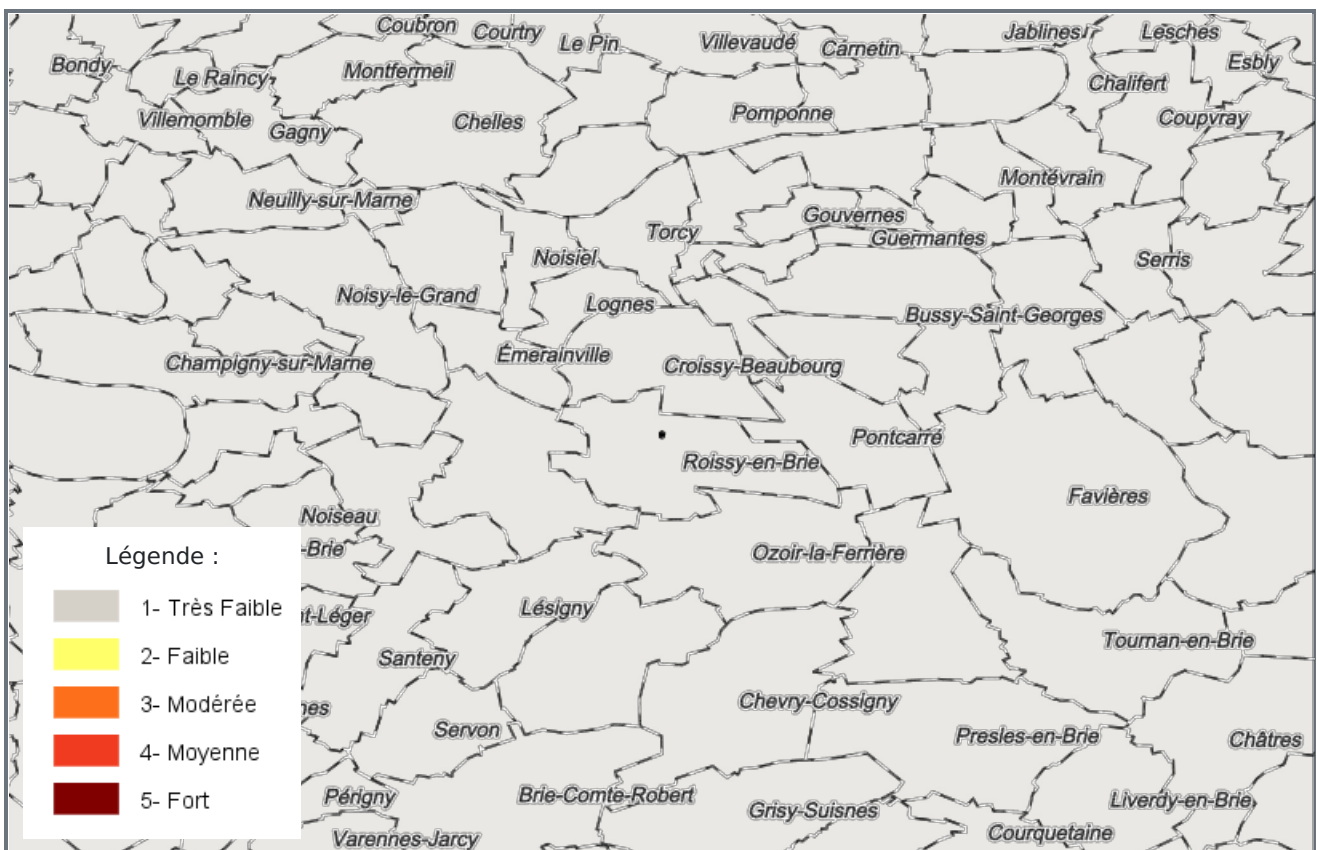 Coubron
Courtry
Le Pin
Villevaudé
Carnetin
Jablines
Lesches
Esbly
Bondy
Le Raincy
Montfermeil
Chalifert
Villemomble
Gagny
Chelles
Pomponne
Coupvray
Montévrain
Neuilly-sur-Marne
Gouvernes
Torcy
Guermantes
Noisiel
Serris
Noisy-le-Grand
Lognes
Bussy-Saint-Georges
Champigny-sur-Marne
Émerainville
Croissy-Beaubourg
Pontcarré
Roissy-en-Brie
Favières
Noiseau
-Brie
Ozoir-la-Ferrière
Légende :
1- Très Faible
2- Faible
3- Modérée
4- Moyenne
5- Fort
nt-Léger
Lésigny
Tournan-en-Brie
Santeny
nes
Chevry-Cossigny
Servon
Presles-en-Brie
Châtres
Périgny
Brie-Comte-Robert
Grisy-Suisnes
Liverdy-en-Brie
Varennes-Jarcy
Courquetaine